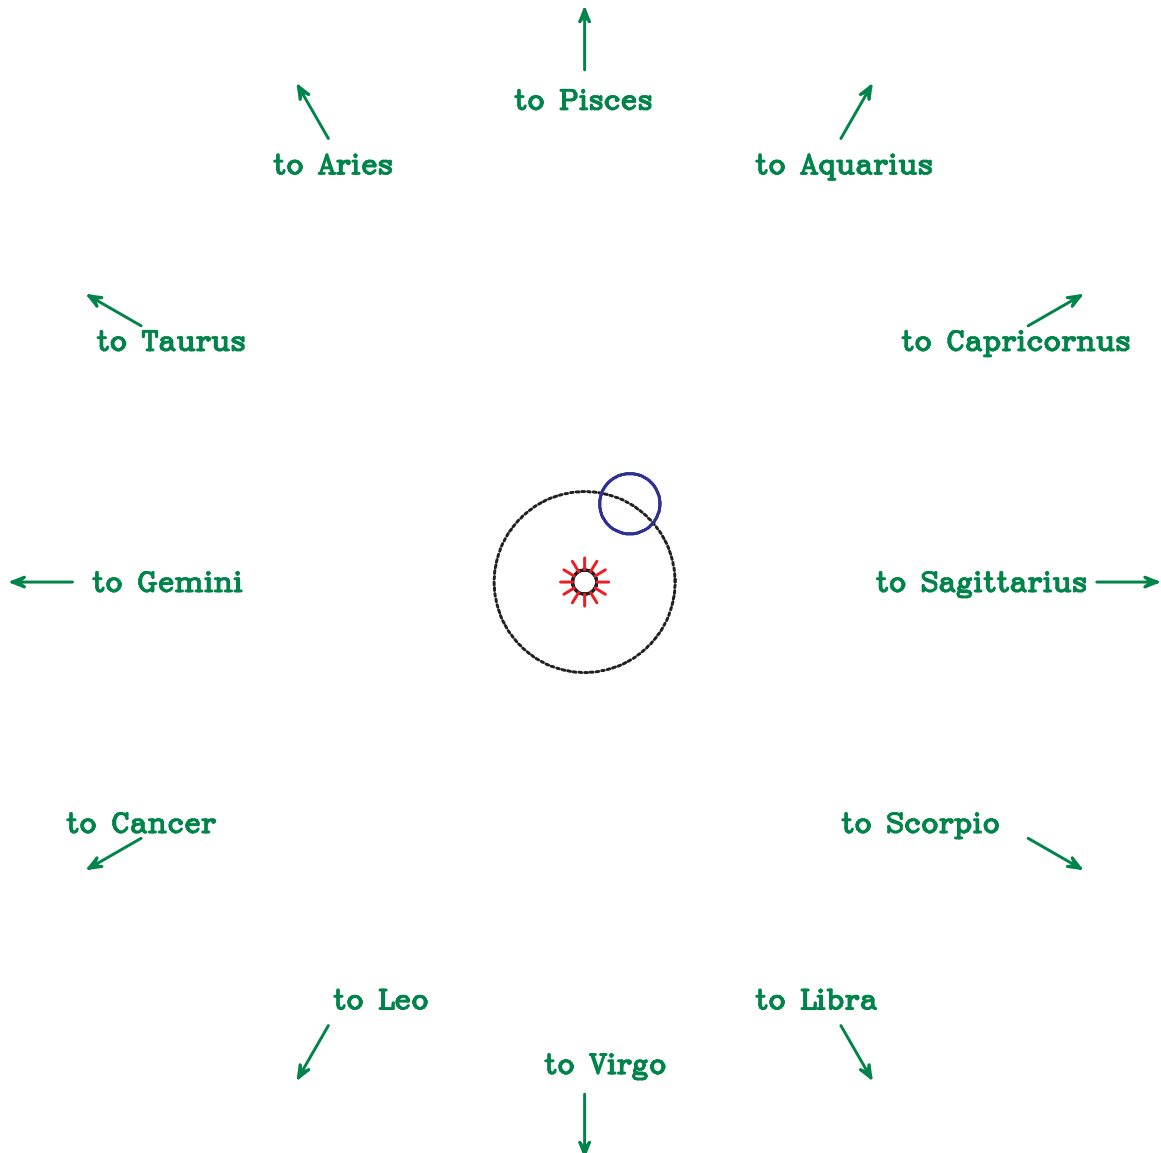 to Pisces
to Aries
to Aquarius
to Taurus
to Capricornus
to Gemini
to Sagittarius
to Cancer
to Scorpio
to Leo
to Libra
to Virgo